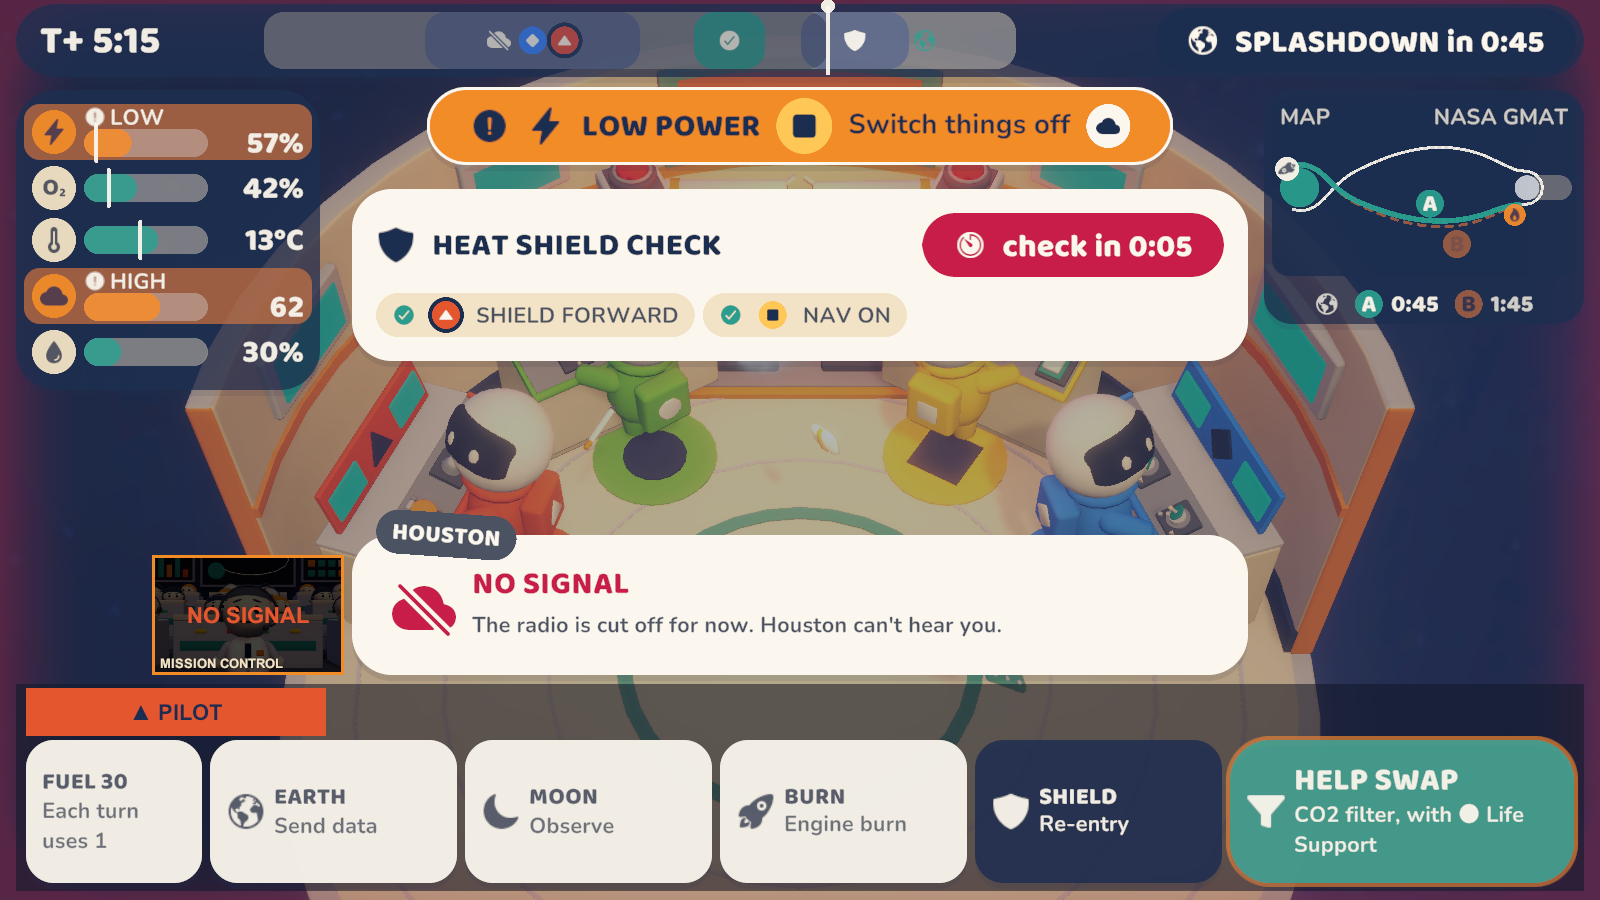 T+ 5:15
SPLASHDOWN in 0:45
LOW
57%
O₂
42%
13°C
HIGH
62
30%
LOW POWER
Switch things off
MAP
NASA GMAT
A
B
A 0:45
B 1:45
HEAT SHIELD CHECK
check in 0:05
SHIELD FORWARD
NAV ON
HOUSTON
NO SIGNAL
The radio is cut off for now. Houston can't hear you.
NO SIGNAL
MISSION CONTROL
▲ PILOT
FUEL 30
Each turn
uses 1
EARTH
Send data
MOON
Observe
BURN
Engine burn
SHIELD
Re-entry
HELP SWAP
CO2 filter, with ● Life
Support